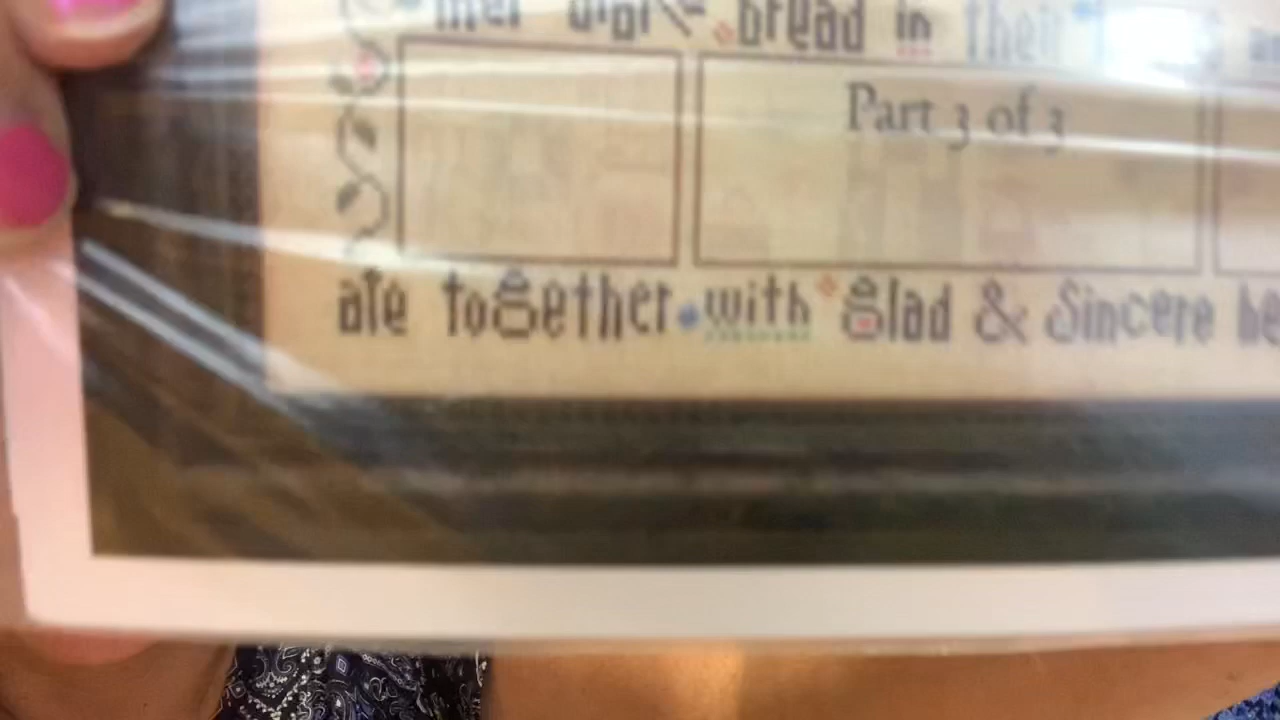 bread in their
Part 3 of 3
ate together with Glad & Sincere